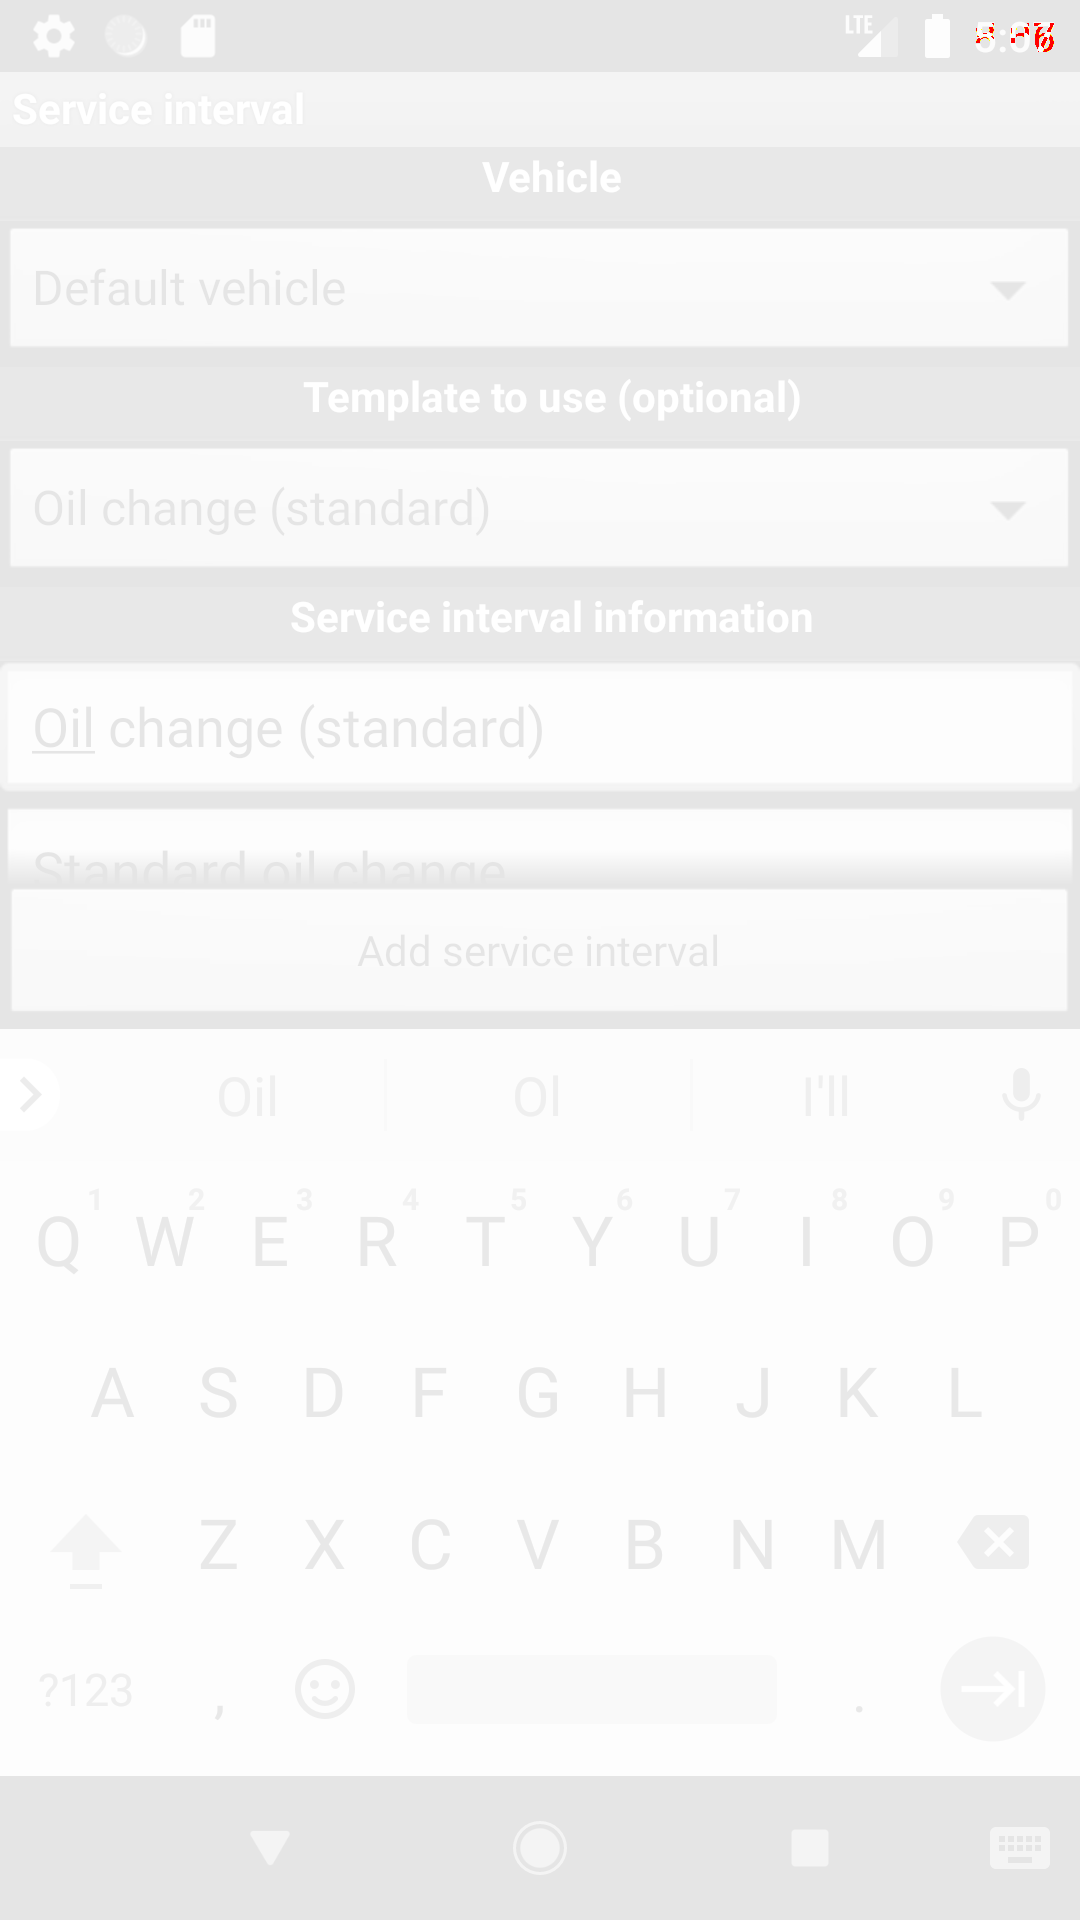 LTE
Service interval
Vehicle
Default vehicle
Template to use (optional)
Oil change (standard)
Service interval information
Oil change (standard)
Standard oil change
Add service interval
Oil Ol I'll
1 2 3 4 5 6 7 8 9 0
Q W E R T Y U I O P
A S D F G H J K L
Z X C V B N M
?123 , .